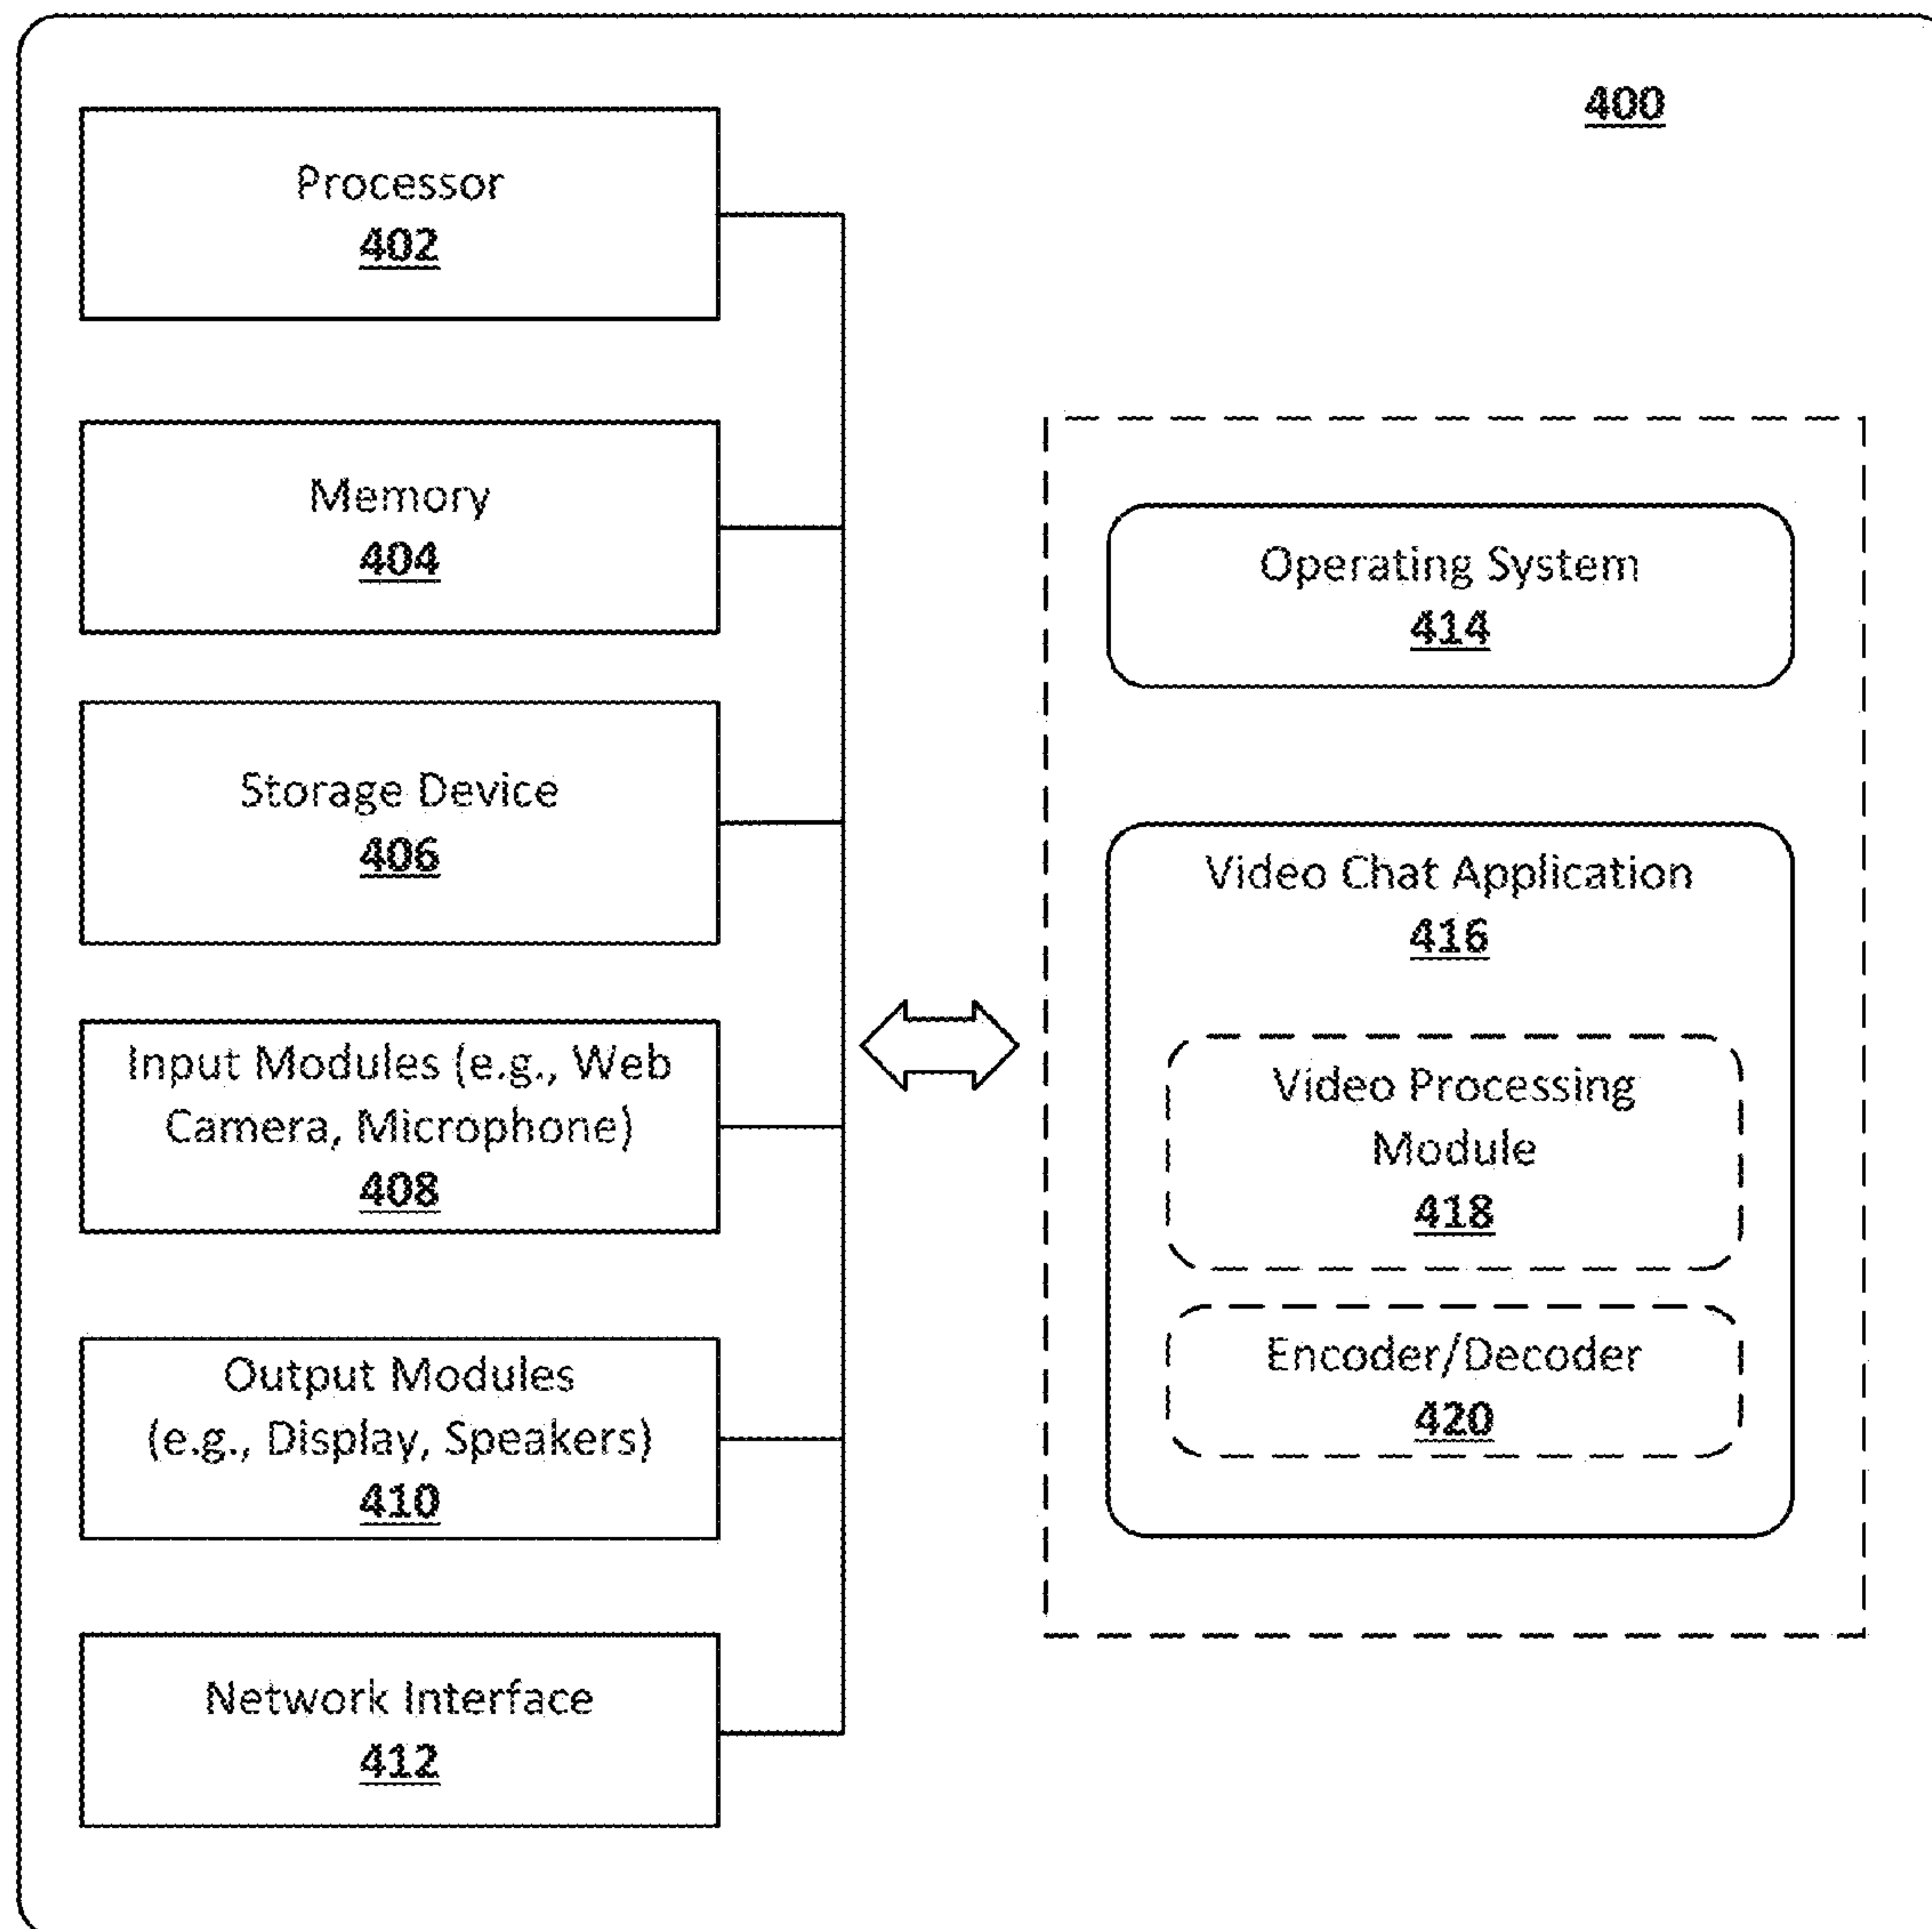 400
Processor
402
Memory
404
Storage Device
406
Input Modules (e.g., Web
Camera, Microphone)
408
Output Modules
(e.g., Display, Speakers)
410
Network Interface
412
Operating System
414
Video Chat Application
416
Video Processing
Module
418
Encoder/Decoder
420